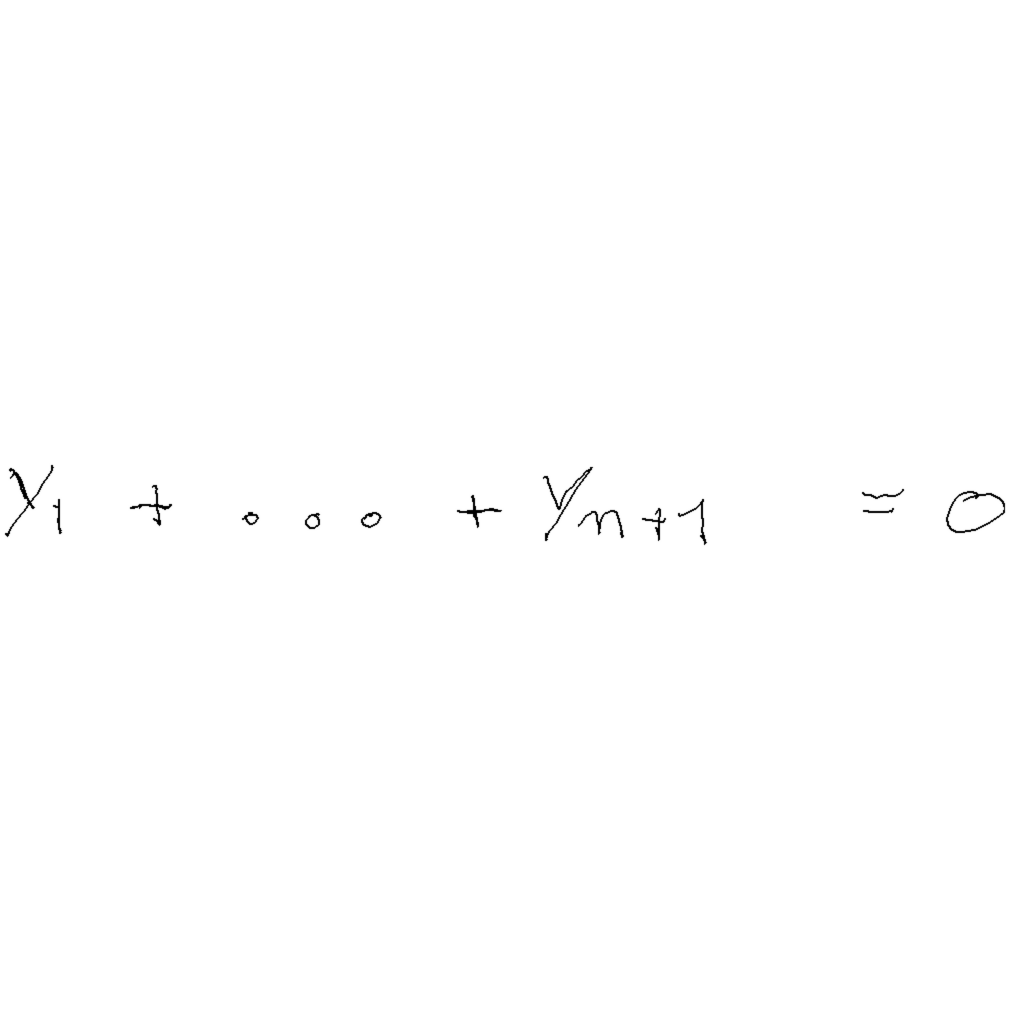 y₁ + . . . + yₙ₊₁ = 0